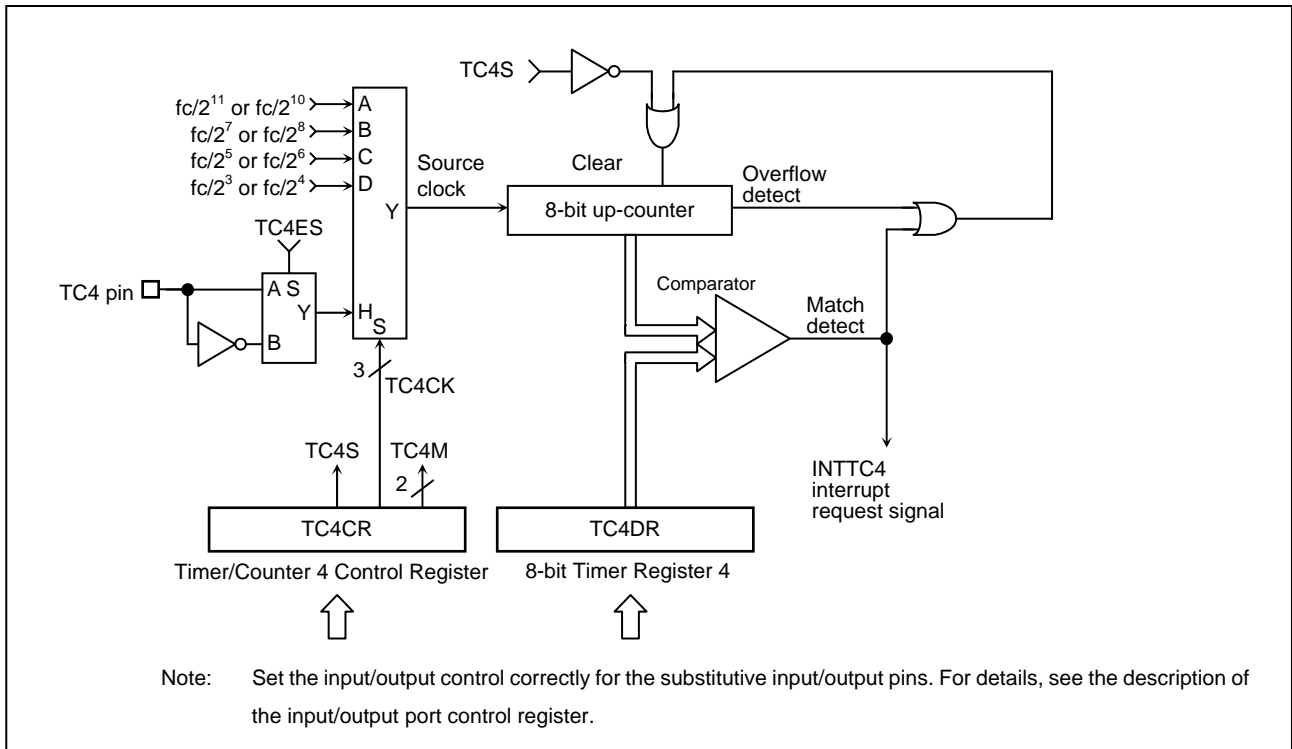 TC4S
fc/2^11 or fc/2^10
A
fc/2^7 or fc/2^8
B
fc/2^5 or fc/2^6
C
fc/2^3 or fc/2^4
D
Source
clock
Y
Clear
8-bit up-counter
Overflow
detect
TC4ES
TC4 pin
A S
Y
B
H
S
Comparator
Match
detect
3
TC4CK
TC4S
TC4M
2
INTTC4
interrupt
request signal
TC4CR
TC4DR
Timer/Counter 4 Control Register
8-bit Timer Register 4
Note: Set the input/output control correctly for the substitutive input/output pins. For details, see the description of
the input/output port control register.